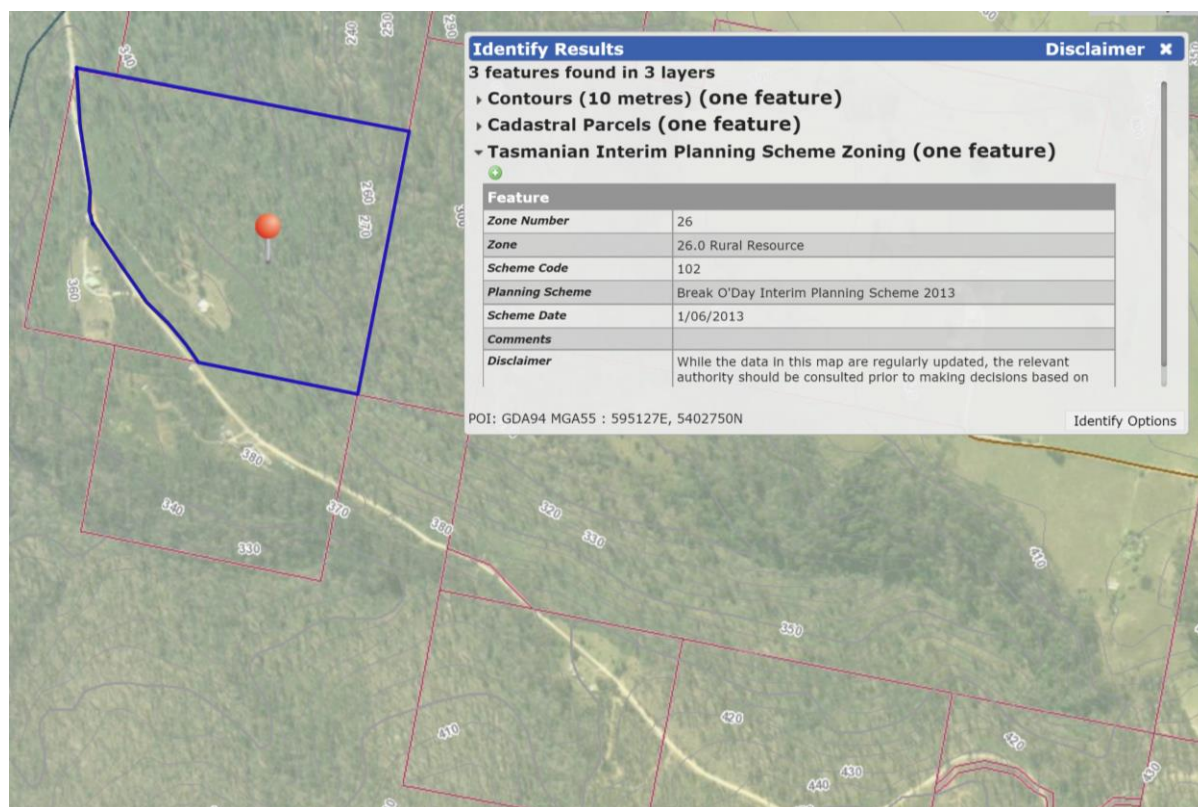 Identify Results Disclaimer ×
3 features found in 3 layers
Contours (10 metres) (one feature)
Cadastral Parcels (one feature)
Tasmanian Interim Planning Scheme Zoning (one feature)
Feature
Zone Number 26
Zone 26.0 Rural Resource
Scheme Code 102
Planning Scheme Break O'Day Interim Planning Scheme 2013
Scheme Date 1/06/2013
Comments
Disclaimer While the data in this map are regularly updated, the relevant
authority should be consulted prior to making decisions based on
POI: GDA94 MGA55 : 595127E, 5402750N
Identify Options
240
250
260
340
260
270
360
380
340
370
380
320
330
330
410
350
410
420
420
430
440
430